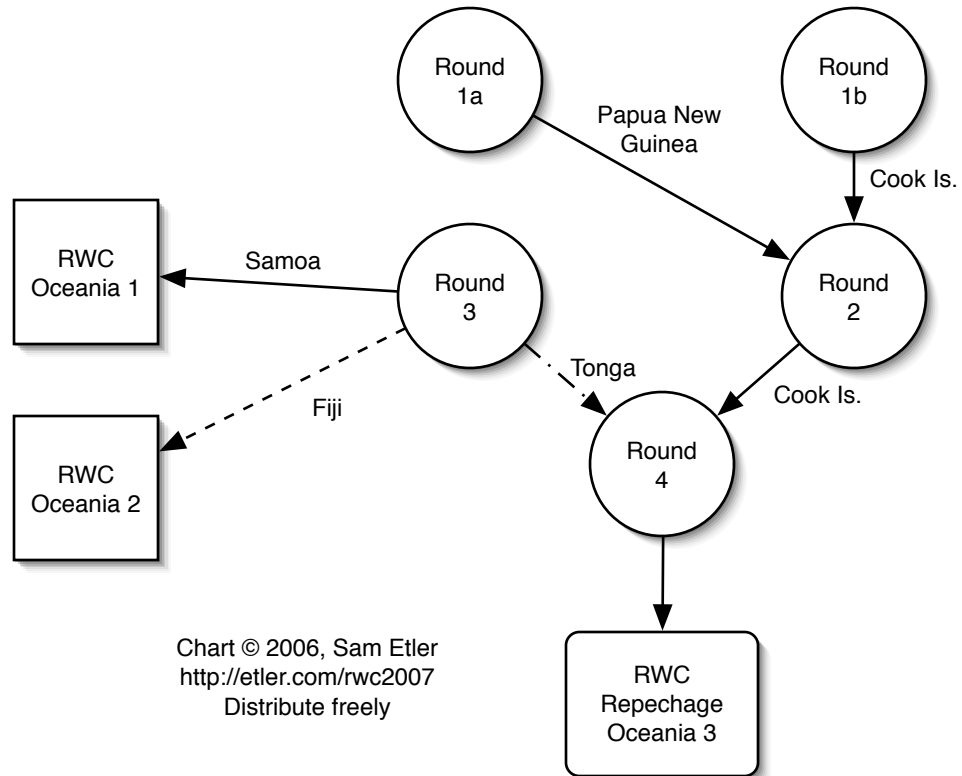 Round
1a
Round
1b
Papua New
Guinea
Cook Is.
RWC
Oceania 1
Samoa
Round
3
Round
2
Tonga
Cook Is.
Fiji
RWC
Oceania 2
Round
4
Chart © 2006, Sam Etler
http://etler.com/rwc2007
Distribute freely
RWC
Repechage
Oceania 3